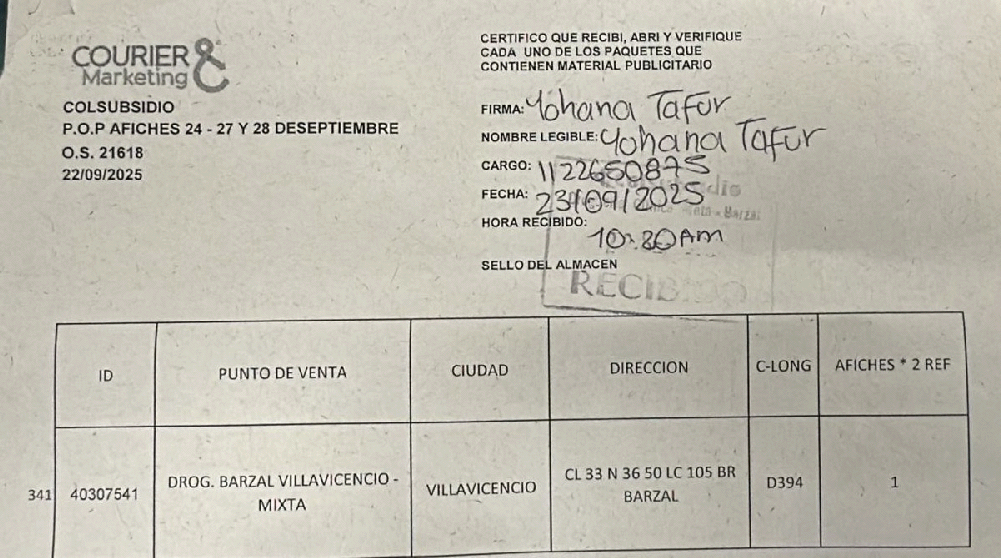 COURIER &
Marketing
COLSUBSIDIO
P.O.P AFICHES 24 - 27 Y 28 DESEPTIEMBRE
O.S. 21618
22/09/2025
CERTIFICO QUE RECIBI, ABRI Y VERIFIQUE
CADA UNO DE LOS PAQUETES QUE
CONTIENEN MATERIAL PUBLICITARIO
FIRMA: Yohana Tafur
NOMBRE LEGIBLE: Yohana Tafur
CARGO: 1122650875
FECHA: 23/09/2025
HORA RECIBIDO: 10:30 AM
SELLO DEL ALMACEN
RECIBIDO
ID PUNTO DE VENTA CIUDAD DIRECCION C-LONG AFICHES * 2 REF
341 40307541 DROG. BARZAL VILLAVICENCIO - MIXTA VILLAVICENCIO CL 33 N 36 50 LC 105 BR BARZAL D394 1